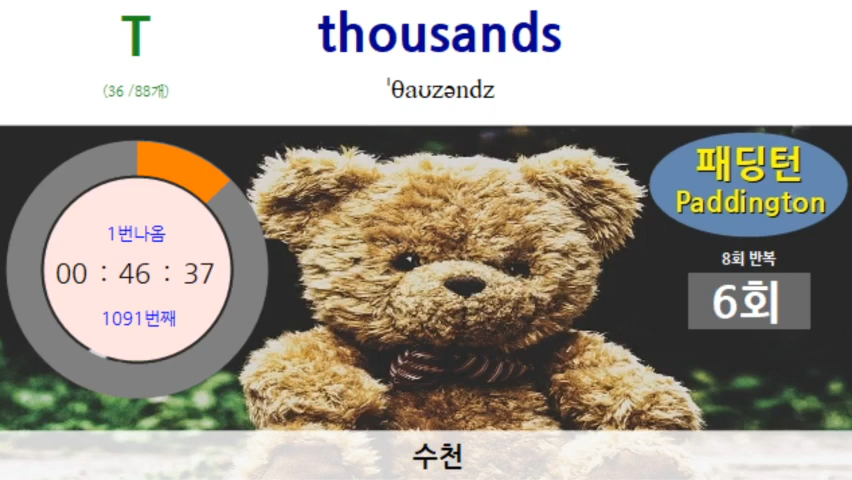 T
(36 /88개)
thousands
ˈθaʊzəndz
1번나옴
00 : 46 : 37
1091번째
패딩턴
Paddington
8회 반복
6회
수천